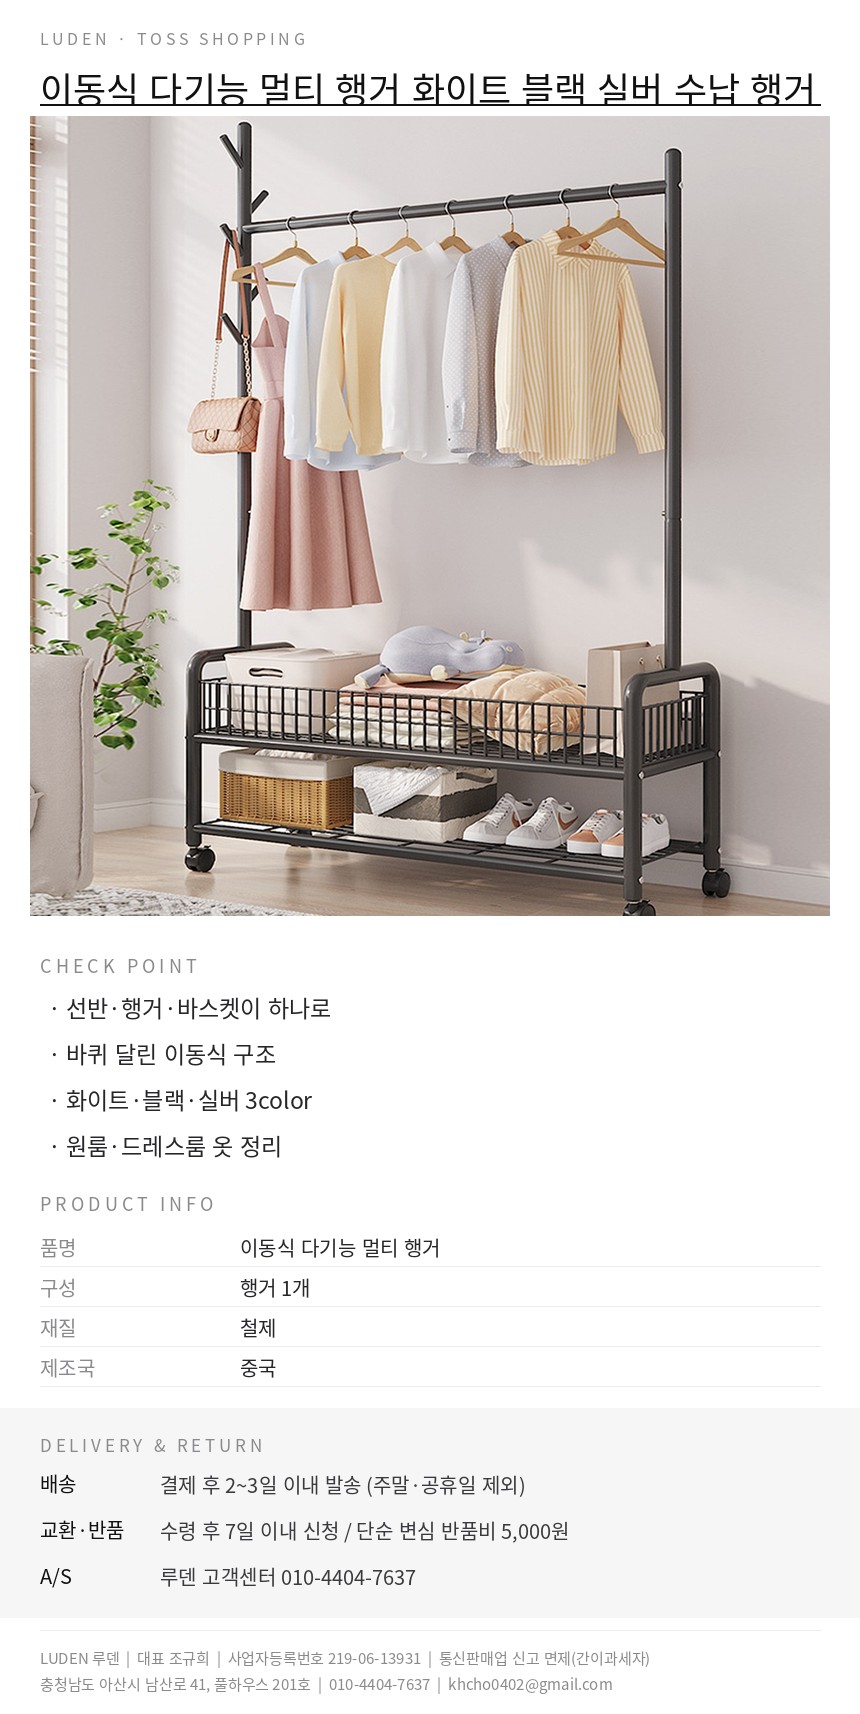 LUDEN · TOSS SHOPPING
이동식 다기능 멀티 행거 화이트 블랙 실버 수납 행거
CHECK POINT
· 선반·행거·바스켓이 하나로
· 바퀴 달린 이동식 구조
· 화이트·블랙·실버 3color
· 원룸·드레스룸 옷 정리
PRODUCT INFO
품명 이동식 다기능 멀티 행거
구성 행거 1개
재질 철제
제조국 중국
DELIVERY & RETURN
배송 결제 후 2~3일 이내 발송 (주말·공휴일 제외)
교환·반품 수령 후 7일 이내 신청 / 단순 변심 반품비 5,000원
A/S 루덴 고객센터 010-4404-7637
LUDEN 루덴 | 대표 조규희 | 사업자등록번호 219-06-13931 | 통신판매업 신고 면제(간이과세자)
충청남도 아산시 남산로 41, 풀하우스 201호 | 010-4404-7637 | khcho0402@gmail.com